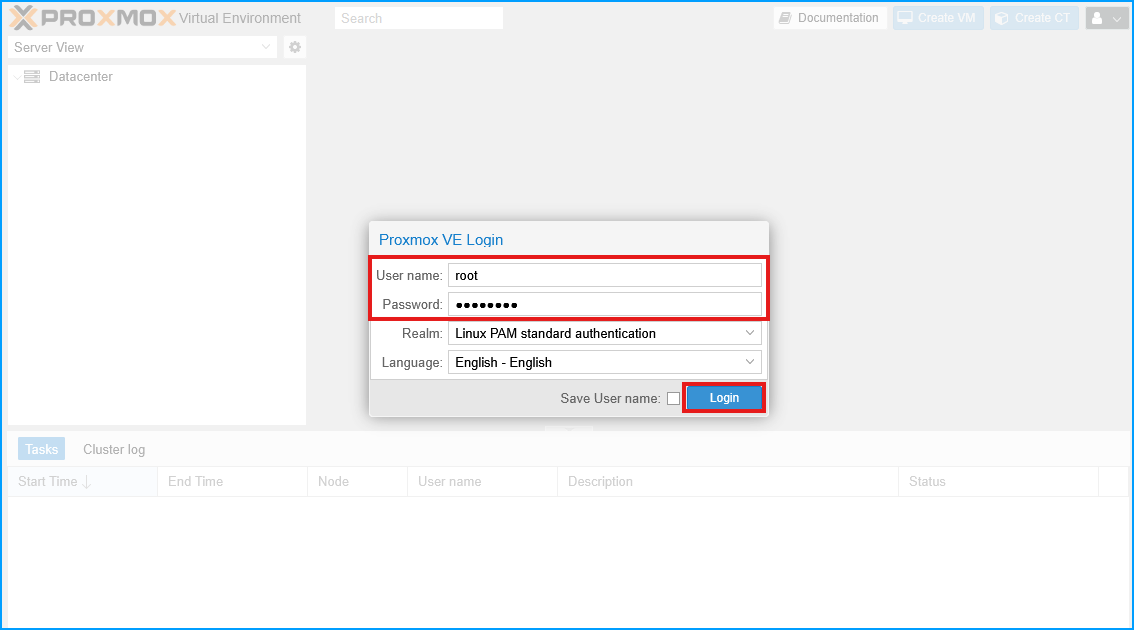 PROXMOX Virtual Environment Search Documentation Create VM Create CT
Server View
Datacenter
Proxmox VE Login
User name: root
Password: ●●●●●●●●
Realm: Linux PAM standard authentication
Language: English - English
Save User name: Login
Tasks Cluster log
Start Time End Time Node User name Description Status